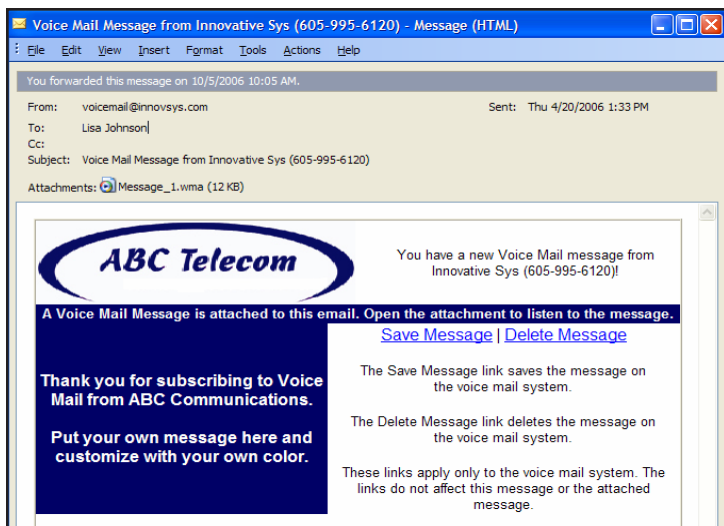 Voice Mail Message from Innovative Sys (605-995-6120) - Message (HTML)
File Edit View Insert Format Tools Actions Help
You forwarded this message on 10/5/2006 10:05 AM.
From: voicemail@innovsys.com Sent: Thu 4/20/2006 1:33 PM
To: Lisa Johnson
Cc:
Subject: Voice Mail Message from Innovative Sys (605-995-6120)
Attachments: Message_1.wma (12 KB)
ABC Telecom
You have a new Voice Mail message from
Innovative Sys (605-995-6120)!
A Voice Mail Message is attached to this email. Open the attachment to listen to the message.
Thank you for subscribing to Voice
Mail from ABC Communications.
Put your own message here and
customize with your own color.
Save Message | Delete Message
The Save Message link saves the message on
the voice mail system.
The Delete Message link deletes the message on
the voice mail system.
These links apply only to the voice mail system. The
links do not affect this message or the attached
message.